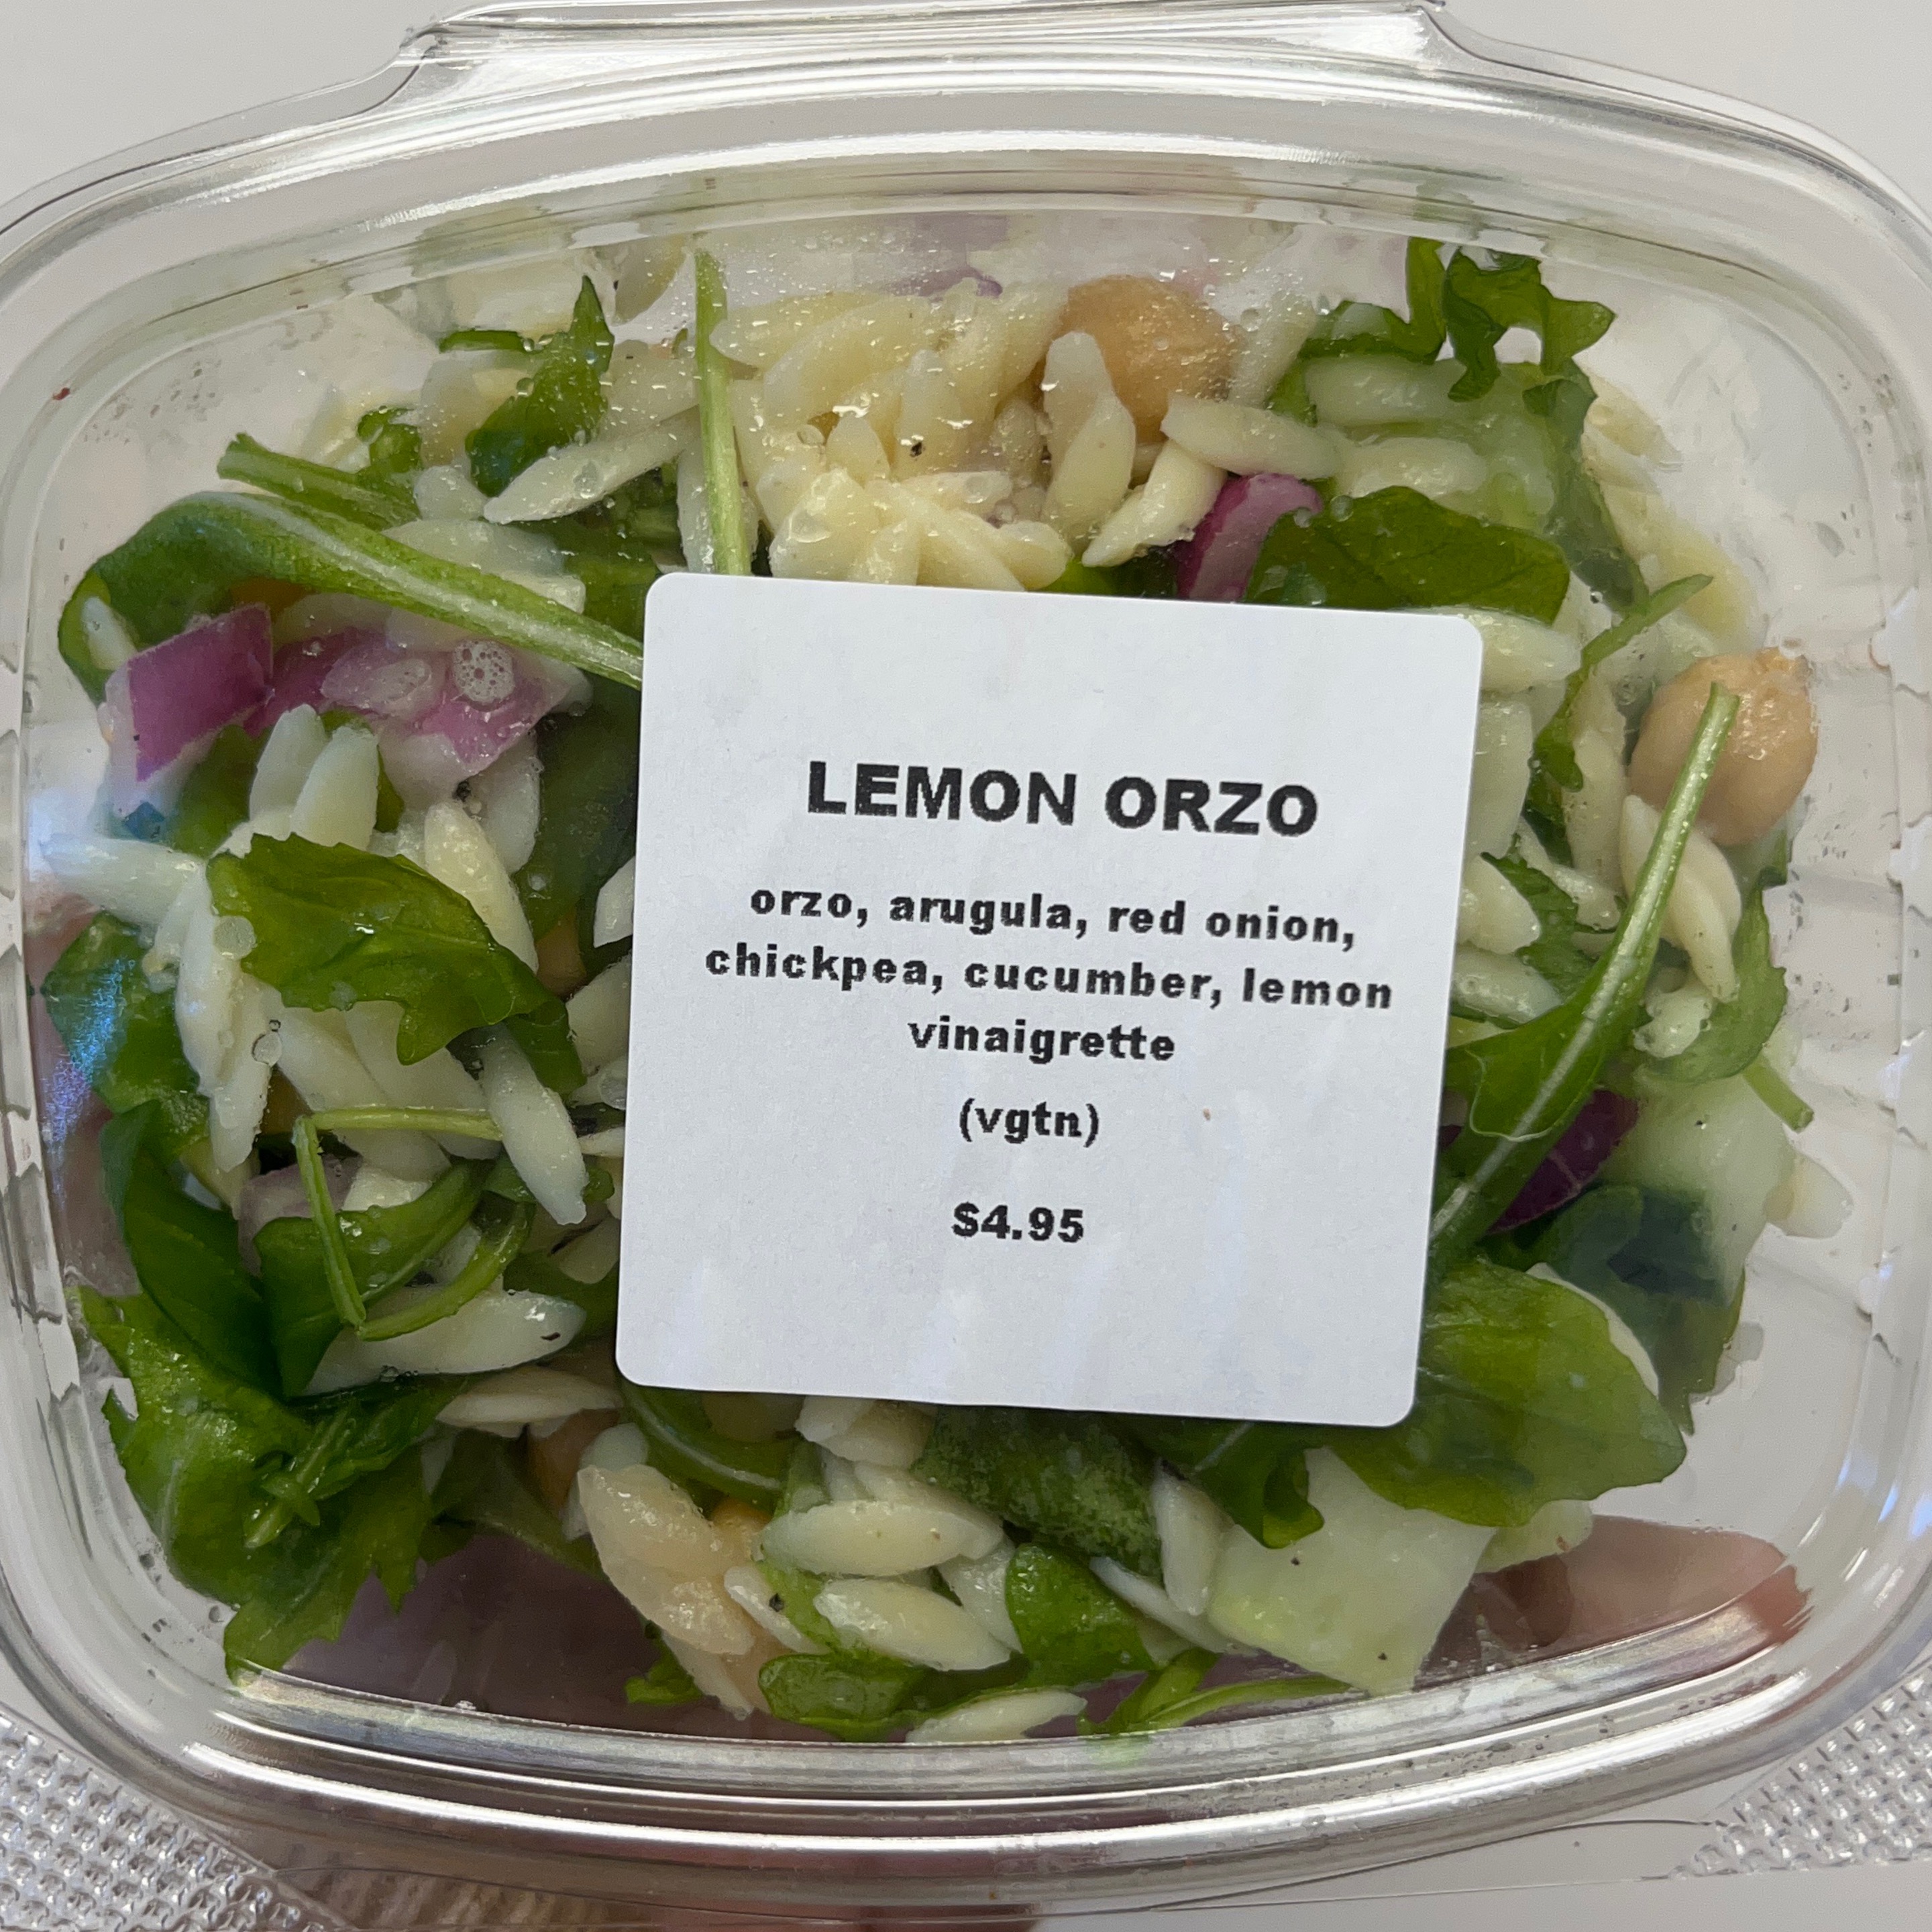 LEMON ORZO
orzo, arugula, red onion,
chickpea, cucumber, lemon
vinaigrette
(vgtn)
$4.95